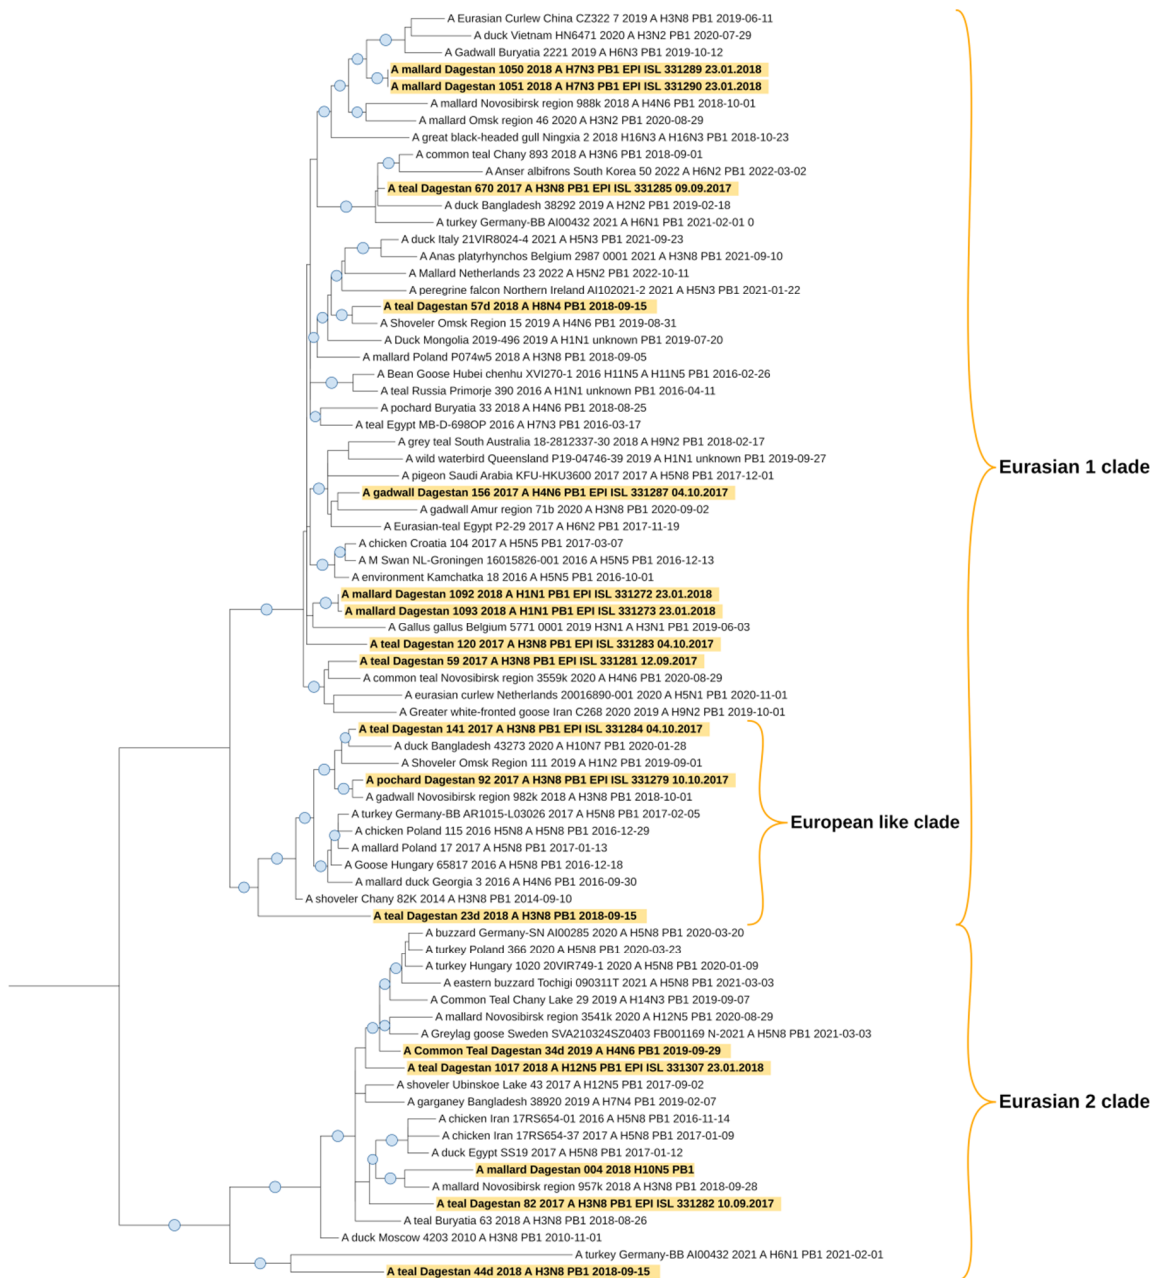 A Eurasian Curlew China CZ322 7 2019 A H3N8 PB1 2019-06-11
A duck Vietnam HN6471 2020 A H3N2 PB1 2020-07-29
A Gadwall Buryatia 2221 2019 A H6N3 PB1 2019-10-12
A mallard Dagestan 1050 2018 A H7N3 PB1 EPI ISL 331289 23.01.2018
A mallard Dagestan 1051 2018 A H7N3 PB1 EPI ISL 331290 23.01.2018
A mallard Novosibirsk region 988k 2018 A H4N6 PB1 2018-10-01
A mallard Omsk region 46 2020 A H3N2 PB1 2020-08-29
A great black-headed gull Ningxia 2 2018 H16N3 A H16N3 PB1 2018-10-23
A common teal Chany 893 2018 A H3N6 PB1 2018-09-01
A Anser albifrons South Korea 50 2022 A H6N2 PB1 2022-03-02
A teal Dagestan 670 2017 A H3N8 PB1 EPI ISL 331285 09.09.2017
A duck Bangladesh 38292 2019 A H2N2 PB1 2019-02-18
A turkey Germany-BB AI00432 2021 A H6N1 PB1 2021-02-01 0
A duck Italy 21VIR8024-4 2021 A H5N3 PB1 2021-09-23
A Anas platyrhynchos Belgium 2987 0001 2021 A H3N8 PB1 2021-09-10
A Mallard Netherlands 23 2022 A H5N2 PB1 2022-10-11
A peregrine falcon Northern Ireland AI102021-2 2021 A H5N3 PB1 2021-01-22
A teal Dagestan 57d 2018 A H8N4 PB1 2018-09-15
A Shoveler Omsk Region 15 2019 A H4N6 PB1 2019-08-31
A Duck Mongolia 2019-496 2019 A H1N1 unknown PB1 2019-07-20
A mallard Poland P074w5 2018 A H3N8 PB1 2018-09-05
A Bean Goose Hubei chenhu XVI270-1 2016 H11N5 A H11N5 PB1 2016-02-26
A teal Russia Primorje 390 2016 A H1N1 unknown PB1 2016-04-11
A pochard Buryatia 33 2018 A H4N6 PB1 2018-08-25
A teal Egypt MB-D-698OP 2016 A H7N3 PB1 2016-03-17
A grey teal South Australia 18-2812337-30 2018 A H9N2 PB1 2018-02-17
A wild waterbird Queensland P19-04746-39 2019 A H1N1 unknown PB1 2019-09-27
Eurasian 1 clade
A pigeon Saudi Arabia KFU-HKU3600 2017 2017 A H5N8 PB1 2017-12-01
A gadwall Dagestan 156 2017 A H4N6 PB1 EPI ISL 331287 04.10.2017
A gadwall Amur region 71b 2020 A H3N8 PB1 2020-09-02
A Eurasian-teal Egypt P2-29 2017 A H6N2 PB1 2017-11-19
A chicken Croatia 104 2017 A H5N5 PB1 2017-03-07
A M Swan NL-Groningen 16015826-001 2016 A H5N5 PB1 2016-12-13
A environment Kamchatka 18 2016 A H5N5 PB1 2016-10-01
A mallard Dagestan 1092 2018 A H1N1 PB1 EPI ISL 331272 23.01.2018
A mallard Dagestan 1093 2018 A H1N1 PB1 EPI ISL 331273 23.01.2018
A Gallus gallus Belgium 5771 0001 2019 H3N1 A H3N1 PB1 2019-06-03
A teal Dagestan 120 2017 A H3N8 PB1 EPI ISL 331283 04.10.2017
A teal Dagestan 59 2017 A H3N8 PB1 EPI ISL 331281 12.09.2017
A common teal Novosibirsk region 3559k 2020 A H4N6 PB1 2020-08-29
A eurasian curlew Netherlands 20016890-001 2020 A H5N1 PB1 2020-11-01
A Greater white-fronted goose Iran C268 2020 2019 A H9N2 PB1 2019-10-01
A teal Dagestan 141 2017 A H3N8 PB1 EPI ISL 331284 04.10.2017
A duck Bangladesh 43273 2020 A H10N7 PB1 2020-01-28
A Shoveler Omsk Region 111 2019 A H1N2 PB1 2019-09-01
A pochard Dagestan 92 2017 A H3N8 PB1 EPI ISL 331279 10.10.2017
A gadwall Novosibirsk region 982k 2018 A H3N8 PB1 2018-10-01
A turkey Germany-BB AR1015-L03026 2017 A H5N8 PB1 2017-02-05
European like clade
A chicken Poland 115 2016 H5N8 A H5N8 PB1 2016-12-29
A mallard Poland 17 2017 A H5N8 PB1 2017-01-13
A Goose Hungary 65817 2016 A H5N8 PB1 2016-12-18
A mallard duck Georgia 3 2016 A H4N6 PB1 2016-09-30
A shoveler Chany 82K 2014 A H3N8 PB1 2014-09-10
A teal Dagestan 23d 2018 A H3N8 PB1 2018-09-15
A buzzard Germany-SN AI00285 2020 A H5N8 PB1 2020-03-20
A turkey Poland 366 2020 A H5N8 PB1 2020-03-23
A turkey Hungary 1020 20VIR749-1 2020 A H5N8 PB1 2020-01-09
A eastern buzzard Tochigi 090311T 2021 A H5N8 PB1 2021-03-03
A Common Teal Chany Lake 29 2019 A H14N3 PB1 2019-09-07
A mallard Novosibirsk region 3541k 2020 A H12N5 PB1 2020-08-29
A Greylag goose Sweden SVA210324SZ0403 FB001169 N-2021 A H5N8 PB1 2021-03-03
A Common Teal Dagestan 34d 2019 A H4N6 PB1 2019-09-29
A teal Dagestan 1017 2018 A H12N5 PB1 EPI ISL 331307 23.01.2018
A shoveler Ubinskoe Lake 43 2017 A H12N5 PB1 2017-09-02
A garganey Bangladesh 38920 2019 A H7N4 PB1 2019-02-07
Eurasian 2 clade
A chicken Iran 17RS654-01 2016 A H5N8 PB1 2016-11-14
A chicken Iran 17RS654-37 2017 A H5N8 PB1 2017-01-09
A duck Egypt SS19 2017 A H5N8 PB1 2017-01-12
A mallard Dagestan 004 2018 H10N5 PB1
A mallard Novosibirsk region 957k 2018 A H3N8 PB1 2018-09-28
A teal Dagestan 82 2017 A H3N8 PB1 EPI ISL 331282 10.09.2017
A teal Buryatia 63 2018 A H3N8 PB1 2018-08-26
A duck Moscow 4203 2010 A H3N8 PB1 2010-11-01
A turkey Germany-BB AI00432 2021 A H6N1 PB1 2021-02-01
A teal Dagestan 44d 2018 A H3N8 PB1 2018-09-15